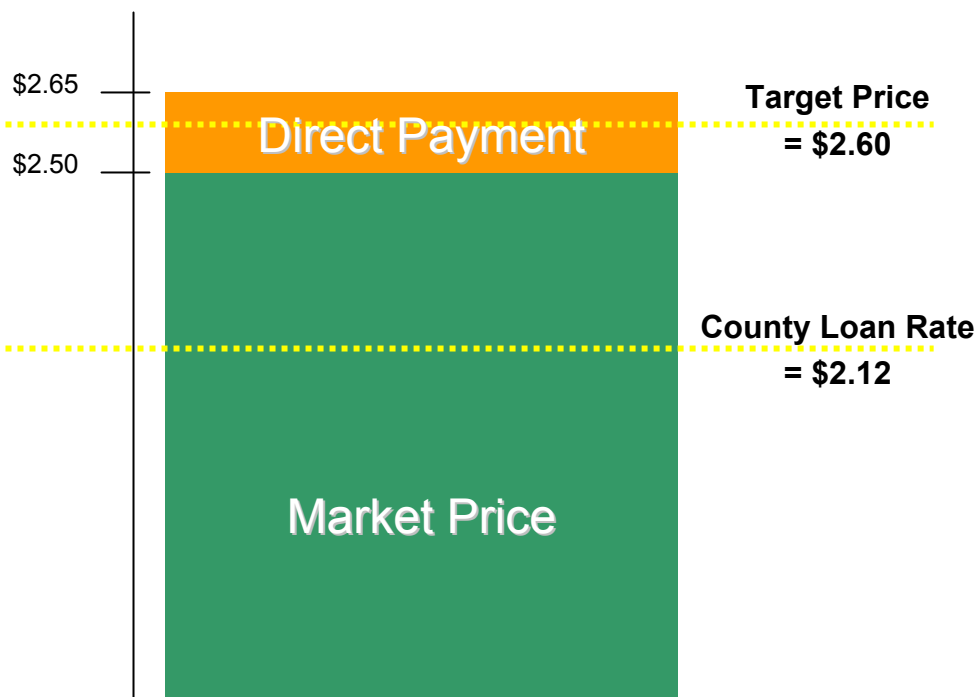 $2.65
Direct Payment
Target Price
= $2.60
$2.50
County Loan Rate
= $2.12
Market Price